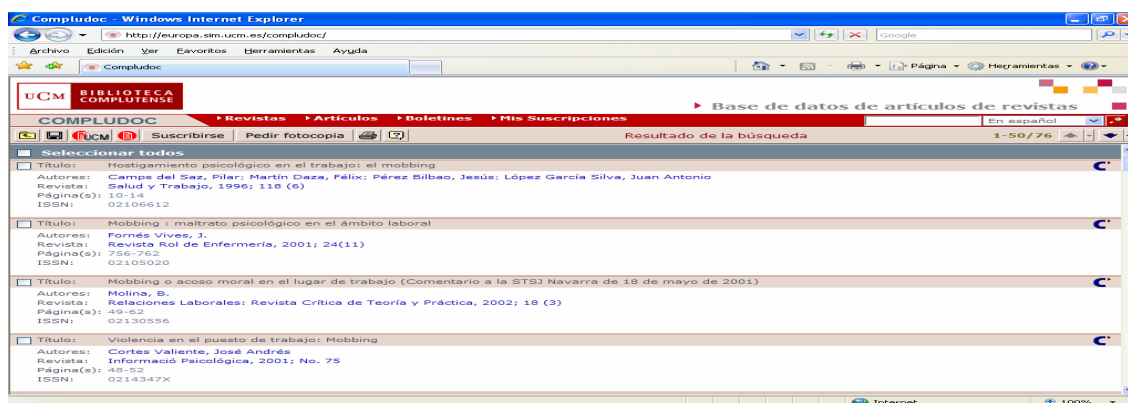 Compludoc - Windows Internet Explorer
http://europa.sim.ucm.es/compludoc/
Google
Archivo Edición Ver Favoritos Herramientas Ayuda
Compludoc
Página Herramientas
UCM BIBLIOTECA COMPLUTENSE
Base de datos de artículos de revistas
COMPLUDOC Revistas Artículos Boletines Mis Suscripciones En español
UCM Suscribirse Pedir fotocopia Resultado de la búsqueda 1-50/76
Seleccionar todos
Título: Hostigamiento psicológico en el trabajo: el mobbing
Autores: Camps del Saz, Pilar; Martín Daza, Félix; Pérez Bilbao, Jesús; López García Silva, Juan Antonio
Revista: Salud y Trabajo, 1996; 118 (6)
Página(s): 10-14
ISSN: 02106612
Título: Mobbing : maltrato psicológico en el ámbito laboral
Autores: Fornés Vives, J.
Revista: Revista Rol de Enfermería, 2001; 24(11)
Página(s): 756-762
ISSN: 02105020
Título: Mobbing o acoso moral en el lugar de trabajo (Comentario a la STSJ Navarra de 18 de mayo de 2001)
Autores: Molina, B.
Revista: Relaciones Laborales: Revista Crítica de Teoría y Práctica, 2002; 18 (3)
Página(s): 49-62
ISSN: 02130556
Título: Violencia en el puesto de trabajo: Mobbing
Autores: Cortes Valiente, José Andrés
Revista: Informació Psicológica, 2001; No. 75
Página(s): 48-52
ISSN: 0214347X
Internet 100%